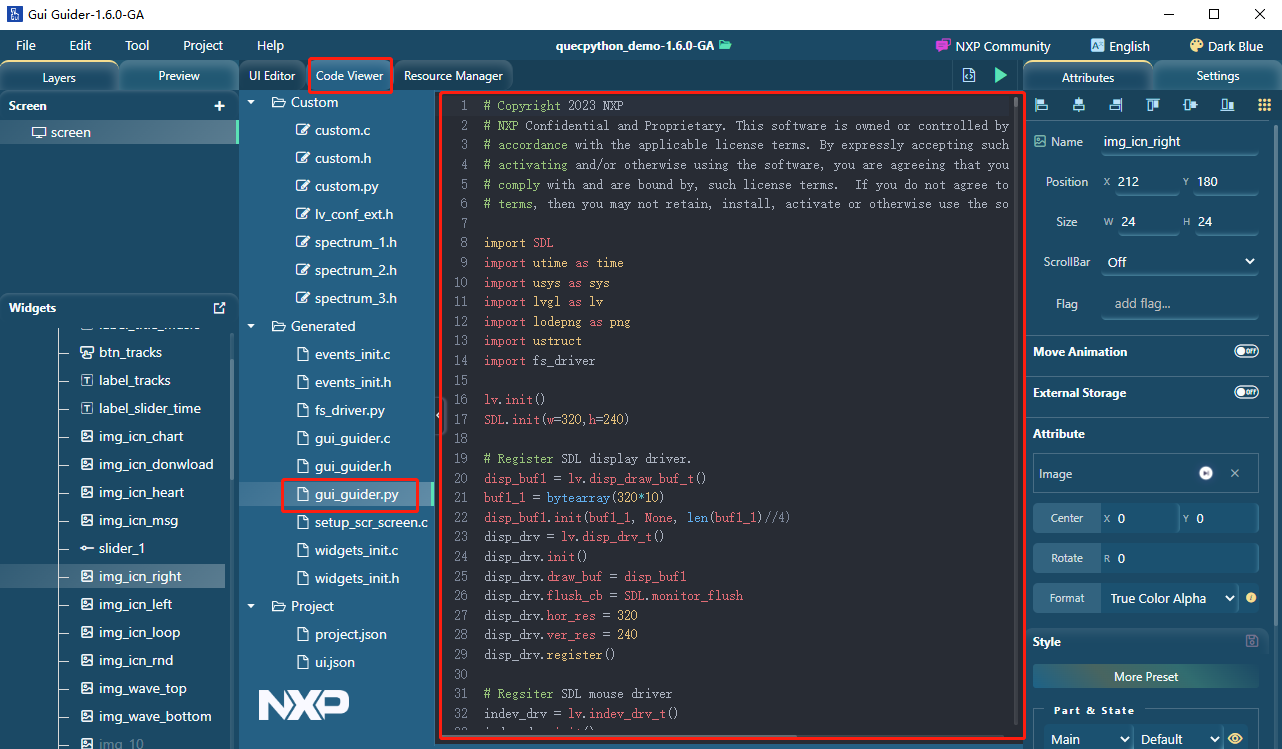 Gui Guider-1.6.0-GA
File Edit Tool Project Help
quecpython_demo-1.6.0-GA
NXP Community
English
Dark Blue
Layers
Preview
UI Editor
Code Viewer
Resource Manager
Attributes
Settings
Screen
+
screen
Widgets
label_title_music
btn_tracks
label_tracks
label_slider_time
img_icn_chart
img_icn_donwload
img_icn_heart
img_icn_msg
slider_1
img_icn_right
img_icn_left
img_icn_loop
img_icn_rnd
img_wave_top
img_wave_bottom
img_10
Custom
custom.c
custom.h
custom.py
lv_conf_ext.h
spectrum_1.h
spectrum_2.h
spectrum_3.h
Generated
events_init.c
events_init.h
fs_driver.py
gui_guider.c
gui_guider.h
gui_guider.py
setup_scr_screen.c
widgets_init.c
widgets_init.h
Project
project.json
ui.json
NXP
1 # Copyright 2023 NXP
2 # NXP Confidential and Proprietary. This software is owned or controlled by
3 # accordance with the applicable license terms. By expressly accepting such
4 # activating and/or otherwise using the software, you are agreeing that you
5 # comply with and are bound by, such license terms.  If you do not agree to
6 # terms, then you may not retain, install, activate or otherwise use the so
7
8 import SDL
9 import utime as time
10 import usys as sys
11 import lvgl as lv
12 import lodepng as png
13 import ustruct
14 import fs_driver
15
16 lv.init()
17 SDL.init(w=320,h=240)
18
19 # Register SDL display driver.
20 disp_buf1 = lv.disp_draw_buf_t()
21 buf1_1 = bytearray(320*10)
22 disp_buf1.init(buf1_1, None, len(buf1_1)//4)
23 disp_drv = lv.disp_drv_t()
24 disp_drv.init()
25 disp_drv.draw_buf = disp_buf1
26 disp_drv.flush_cb = SDL.monitor_flush
27 disp_drv.hor_res = 320
28 disp_drv.ver_res = 240
29 disp_drv.register()
30
31 # Regsiter SDL mouse driver
32 indev_drv = lv.indev_drv_t()
Name img_icn_right
Position X 212 Y 180
Size W 24 H 24
ScrollBar Off
Flag add flag...
Move Animation OFF
External Storage OFF
Attribute
Image
Center X 0 Y 0
Rotate R 0
Format True Color Alpha
Style
More Preset
Part & State
Main Default